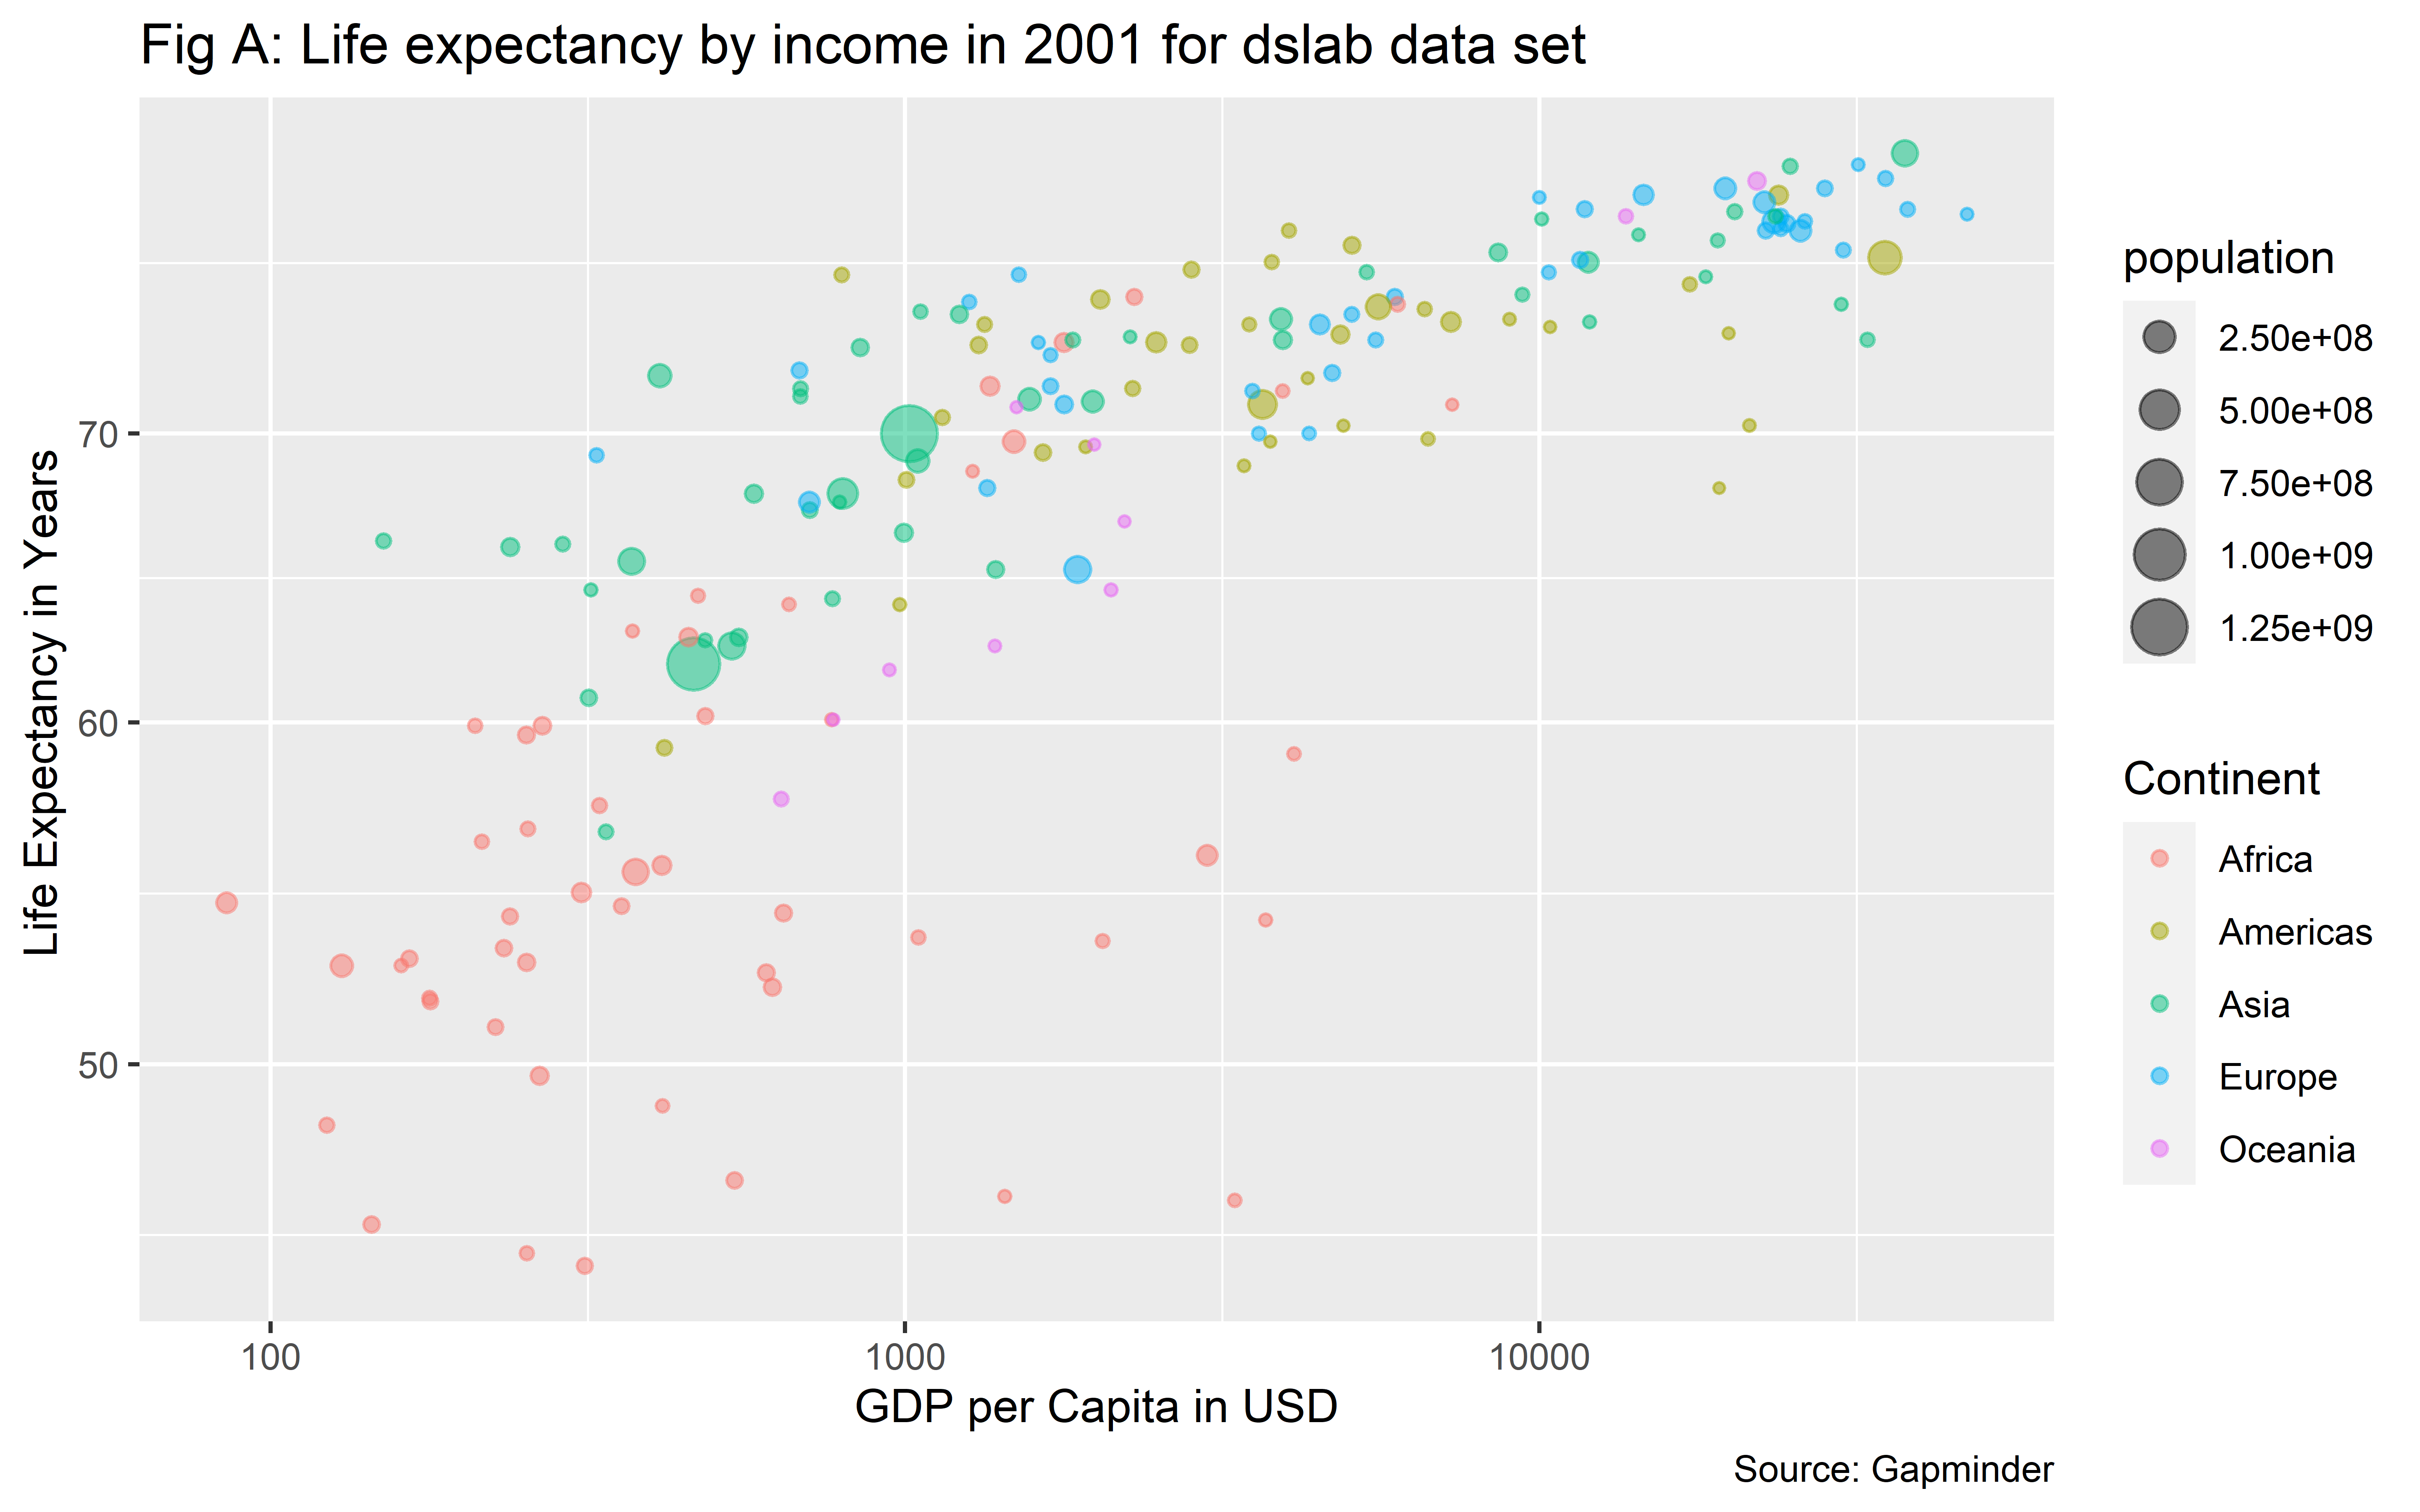 Fig A: Life expectancy by income in 2001 for dslab data set
Life Expectancy in Years
70
60
50
100
1000
10000
GDP per Capita in USD
population
2.50e+08
5.00e+08
7.50e+08
1.00e+09
1.25e+09
Continent
Africa
Americas
Asia
Europe
Oceania
Source: Gapminder